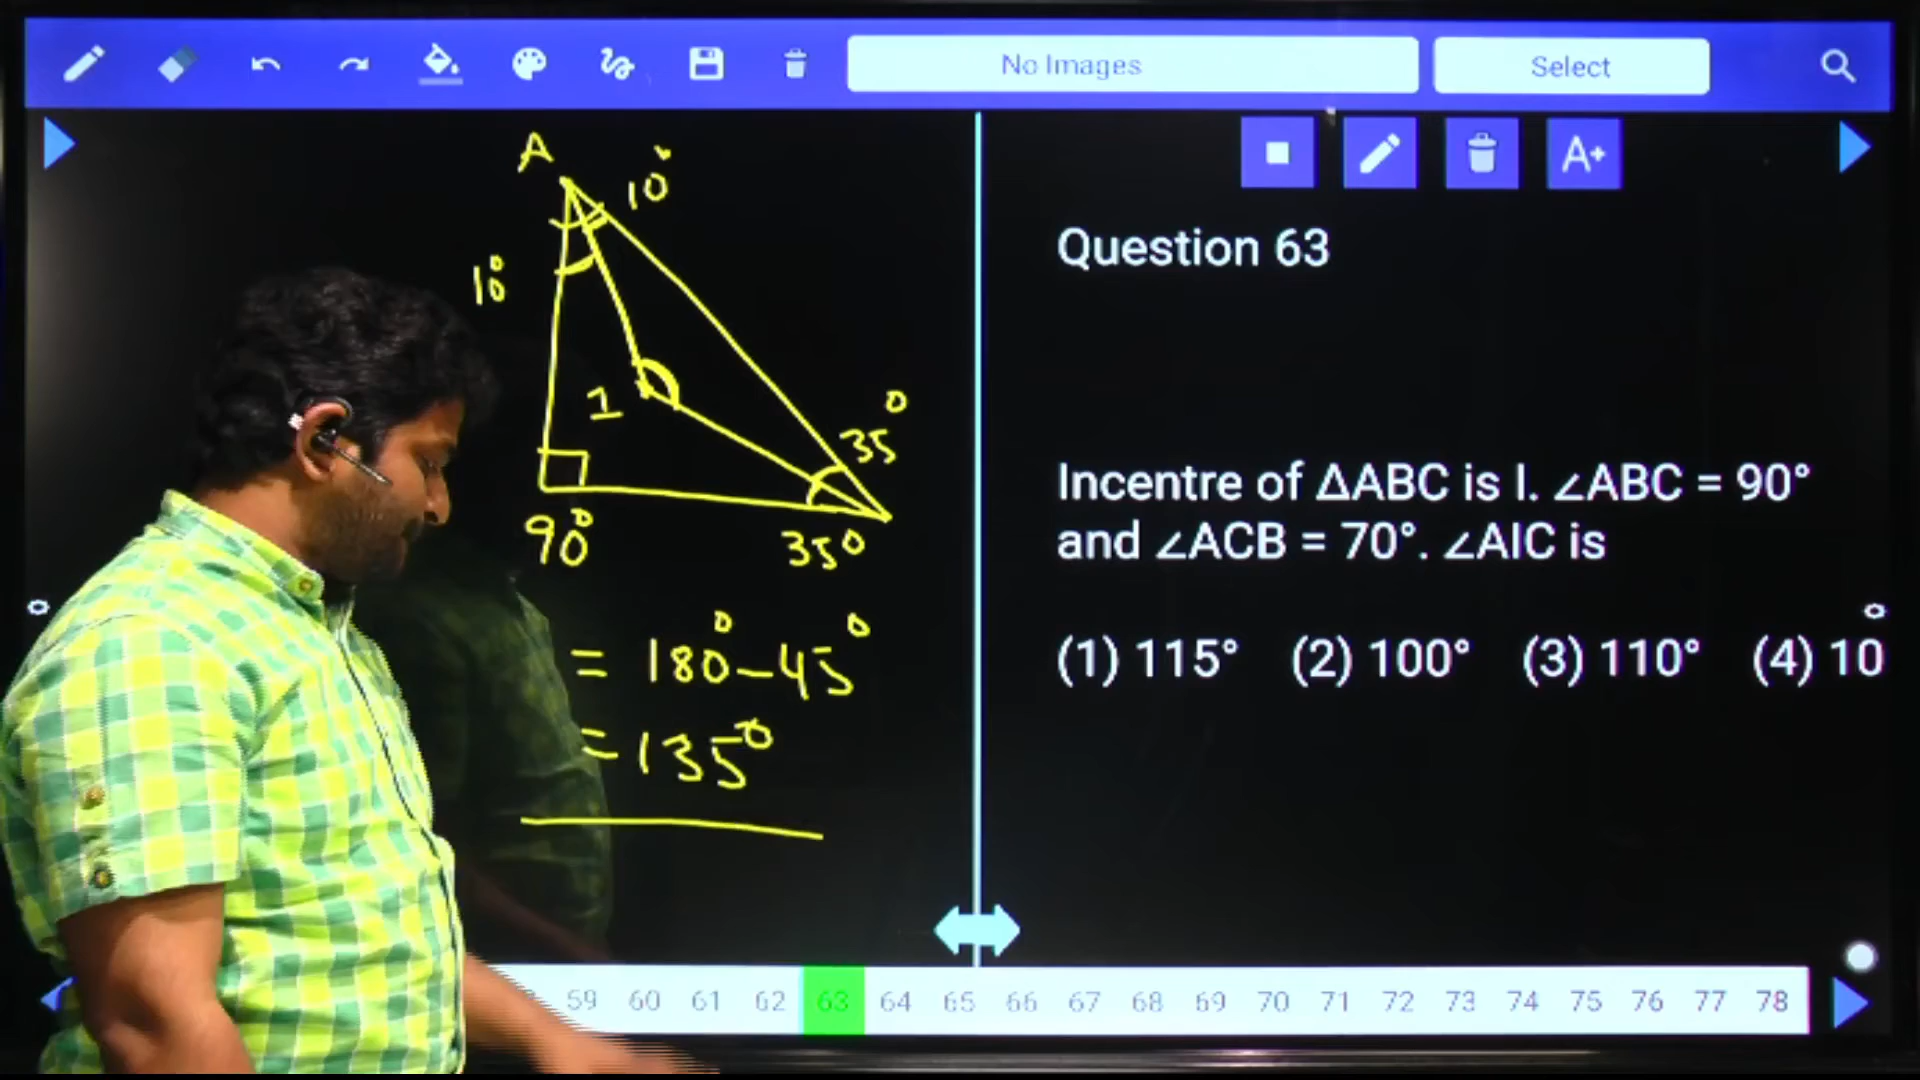 No Images
Select
A+
A
10°
10°
I
35°
90°
35°
= 180° - 45°
= 135°
Question 63
Incentre of ΔABC is I. ∠ABC = 90°
and ∠ACB = 70°. ∠AIC is
(1) 115° (2) 100° (3) 110° (4) 10
59 60 61 62 63 64 65 66 67 68 69 70 71 72 73 74 75 76 77 78